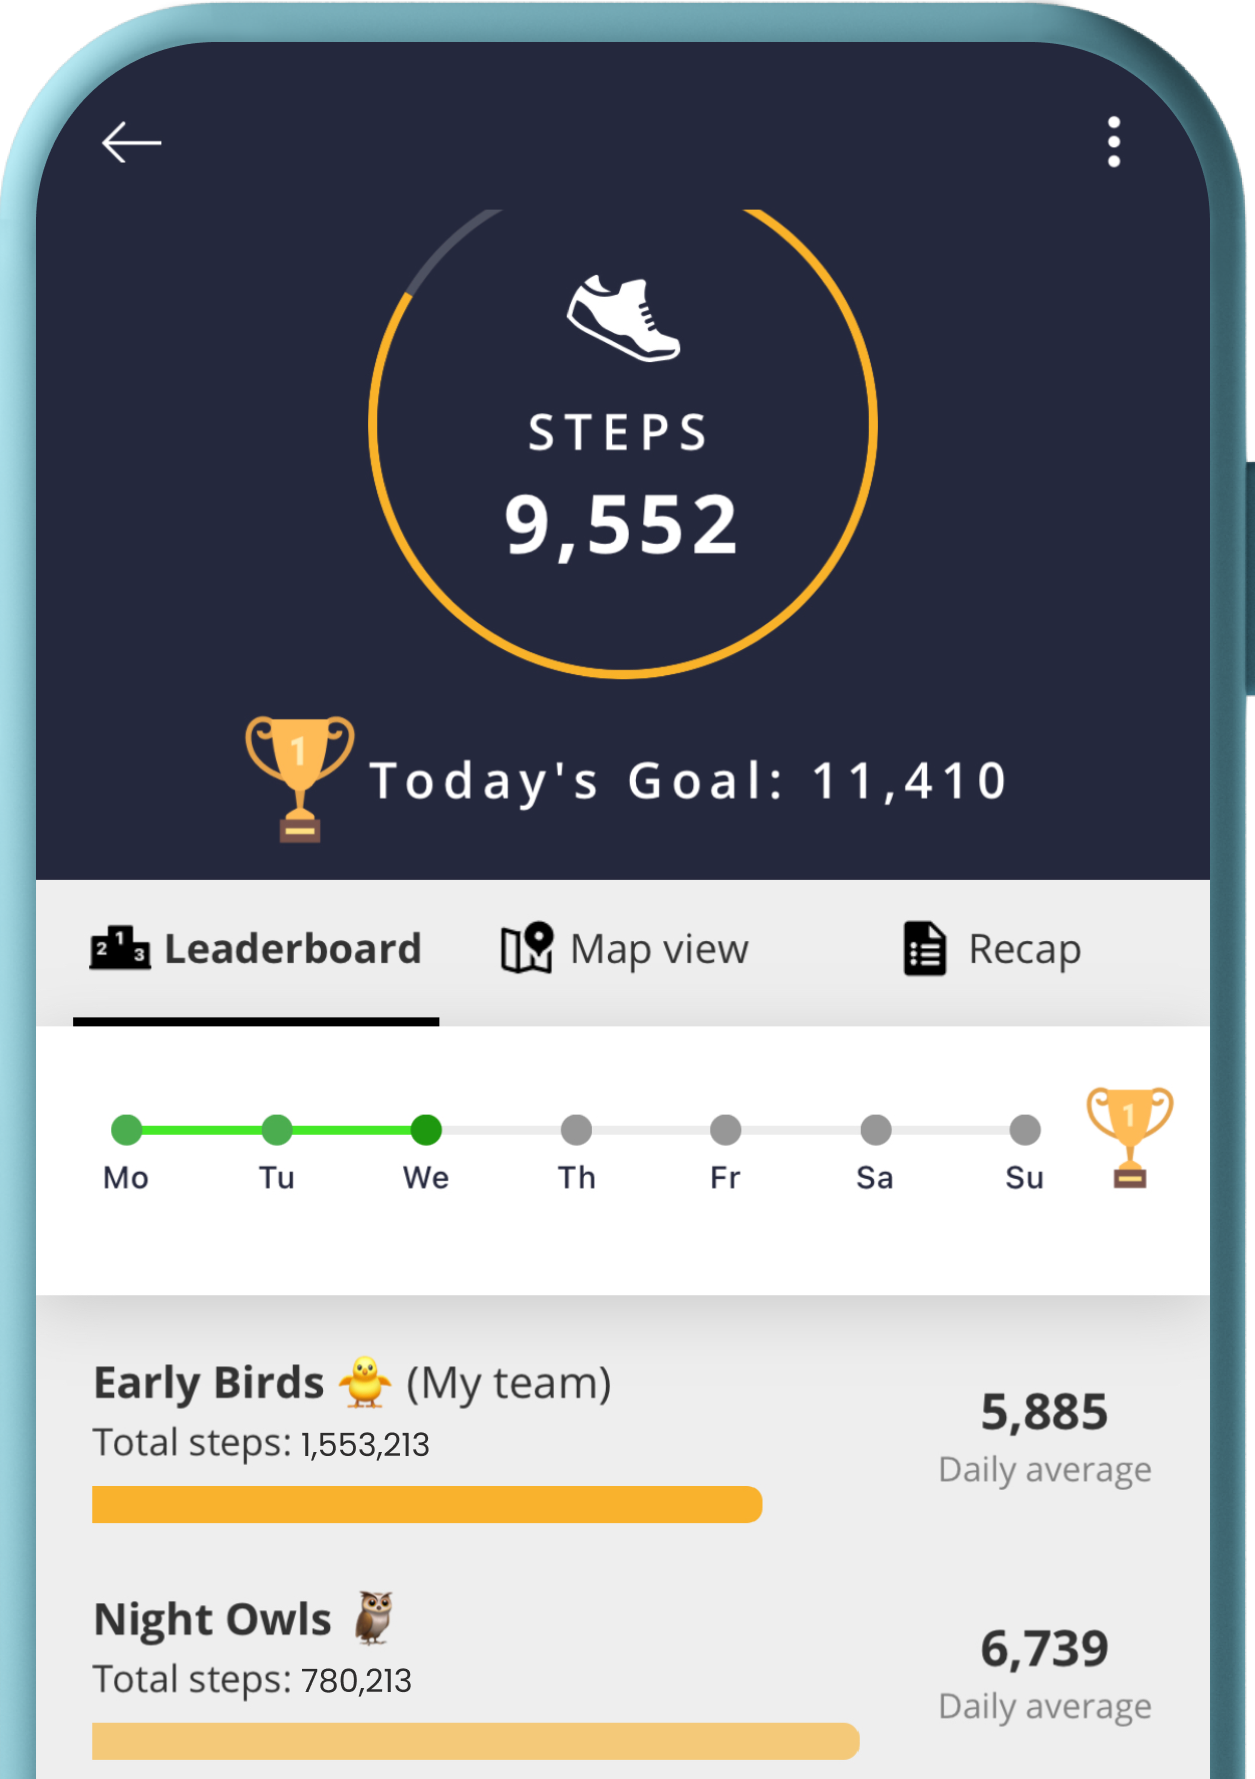 STEPS
9,552
1
Today's Goal: 11,410
2 1 3 Leaderboard
Map view
Recap
1
Mo Tu We Th Fr Sa Su
Early Birds 🐥 (My team)
Total steps: 1,553,213
5,885
Daily average
Night Owls 🦉
Total steps: 780,213
6,739
Daily average